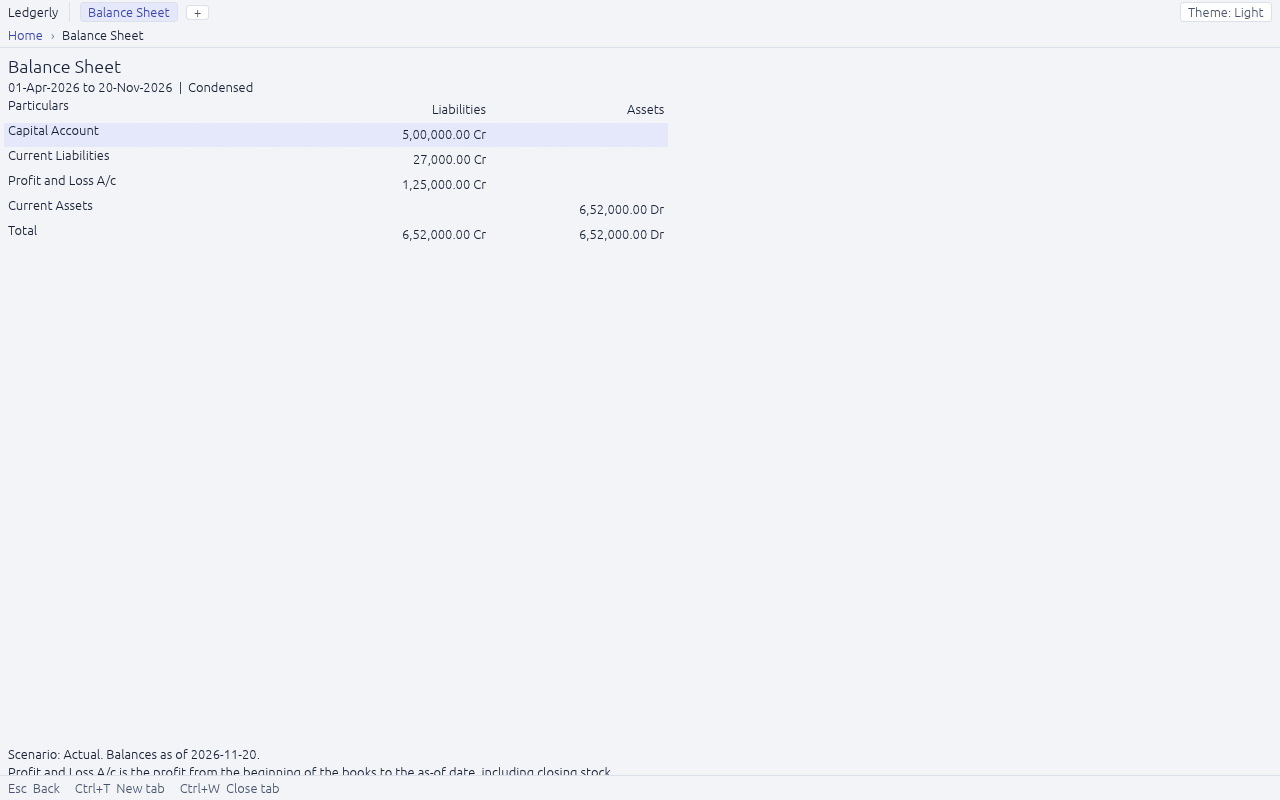 Ledgerly Balance Sheet + Theme: Light
Home › Balance Sheet
Balance Sheet
01-Apr-2026 to 20-Nov-2026 | Condensed
Particulars Liabilities Assets
Capital Account 5,00,000.00 Cr
Current Liabilities 27,000.00 Cr
Profit and Loss A/c 1,25,000.00 Cr
Current Assets 6,52,000.00 Dr
Total 6,52,000.00 Cr 6,52,000.00 Dr
Scenario: Actual. Balances as of 2026-11-20.
Profit and Loss A/c is the profit from the beginning of the books to the as-of date, including closing stock.
Esc Back Ctrl+T New tab Ctrl+W Close tab